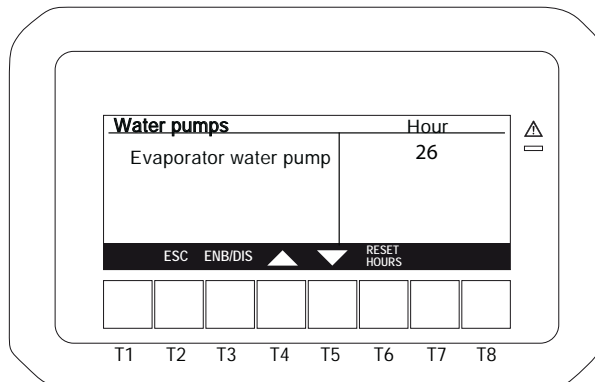 Water pumps Hour
Evaporator water pump 26
ESC ENB/DIS RESET
HOURS
T1 T2 T3 T4 T5 T6 T7 T8